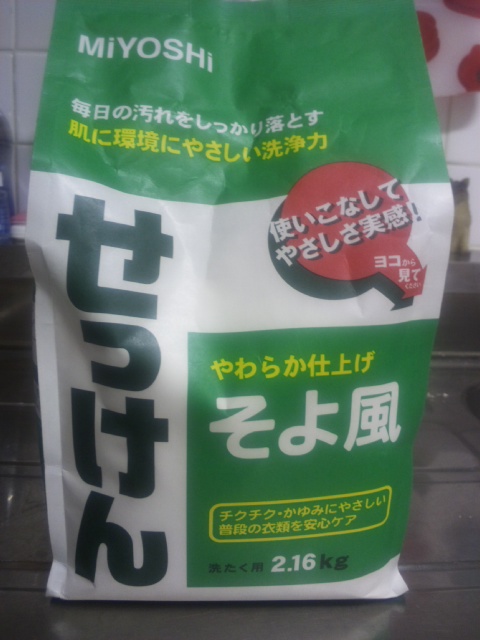 MiYOSHi
毎日の汚れをしっかり落とす
肌に環境にやさしい洗浄力
使いこなして
やさしさ実感!
ヨコから
見て
ください
せっけん
やわらか仕上げ
そよ風
チクチク・かゆみにやさしい
普段の衣類を安心ケア
洗たく用 2.16kg